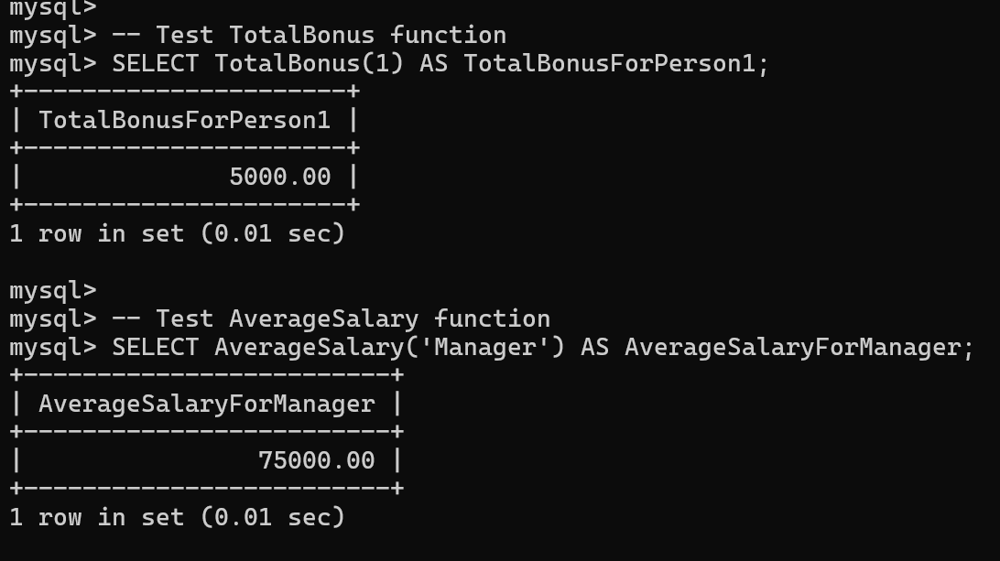 mysql>
mysql> -- Test TotalBonus function
mysql> SELECT TotalBonus(1) AS TotalBonusForPerson1;
+----------------------+
| TotalBonusForPerson1 |
+----------------------+
|              5000.00 |
+----------------------+
1 row in set (0.01 sec)

mysql>
mysql> -- Test AverageSalary function
mysql> SELECT AverageSalary('Manager') AS AverageSalaryForManager;
+-------------------------+
| AverageSalaryForManager |
+-------------------------+
|                75000.00 |
+-------------------------+
1 row in set (0.01 sec)